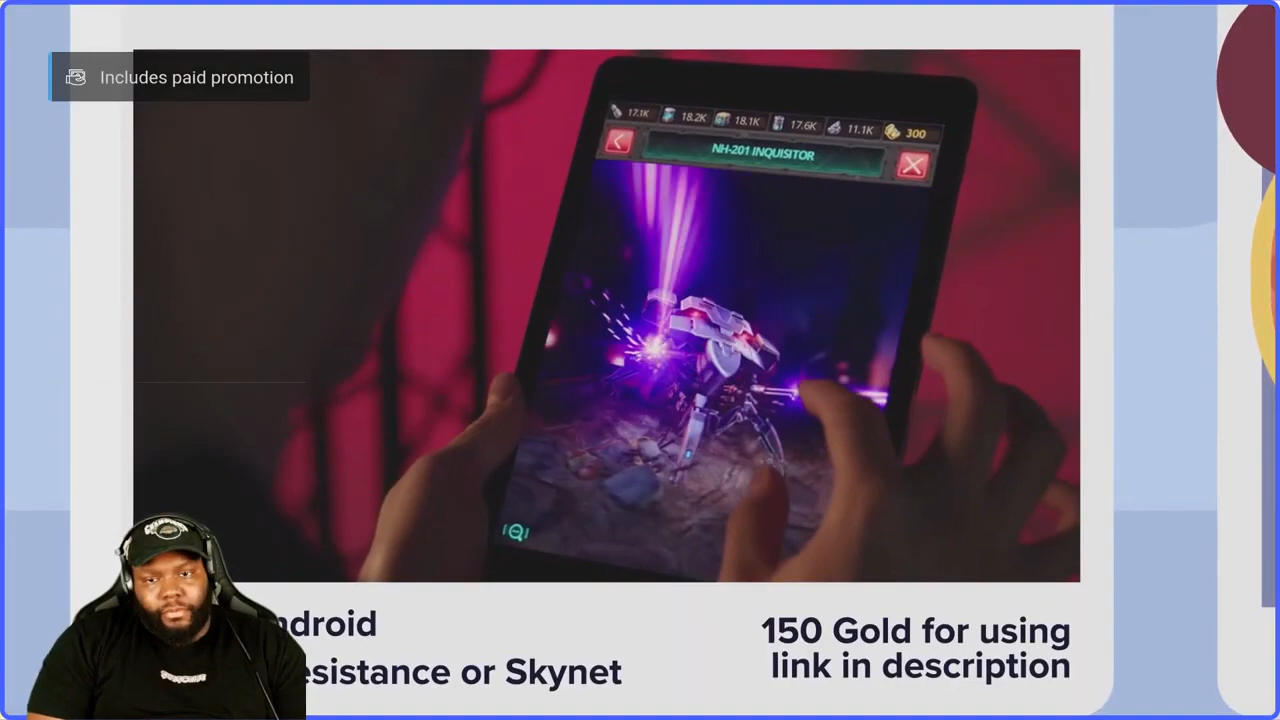 Includes paid promotion
17.1K 18.2K 18.1K 17.6K 11.1K 300
NH-201 INQUISITOR
ndroid
esistance or Skynet
150 Gold for using
link in description